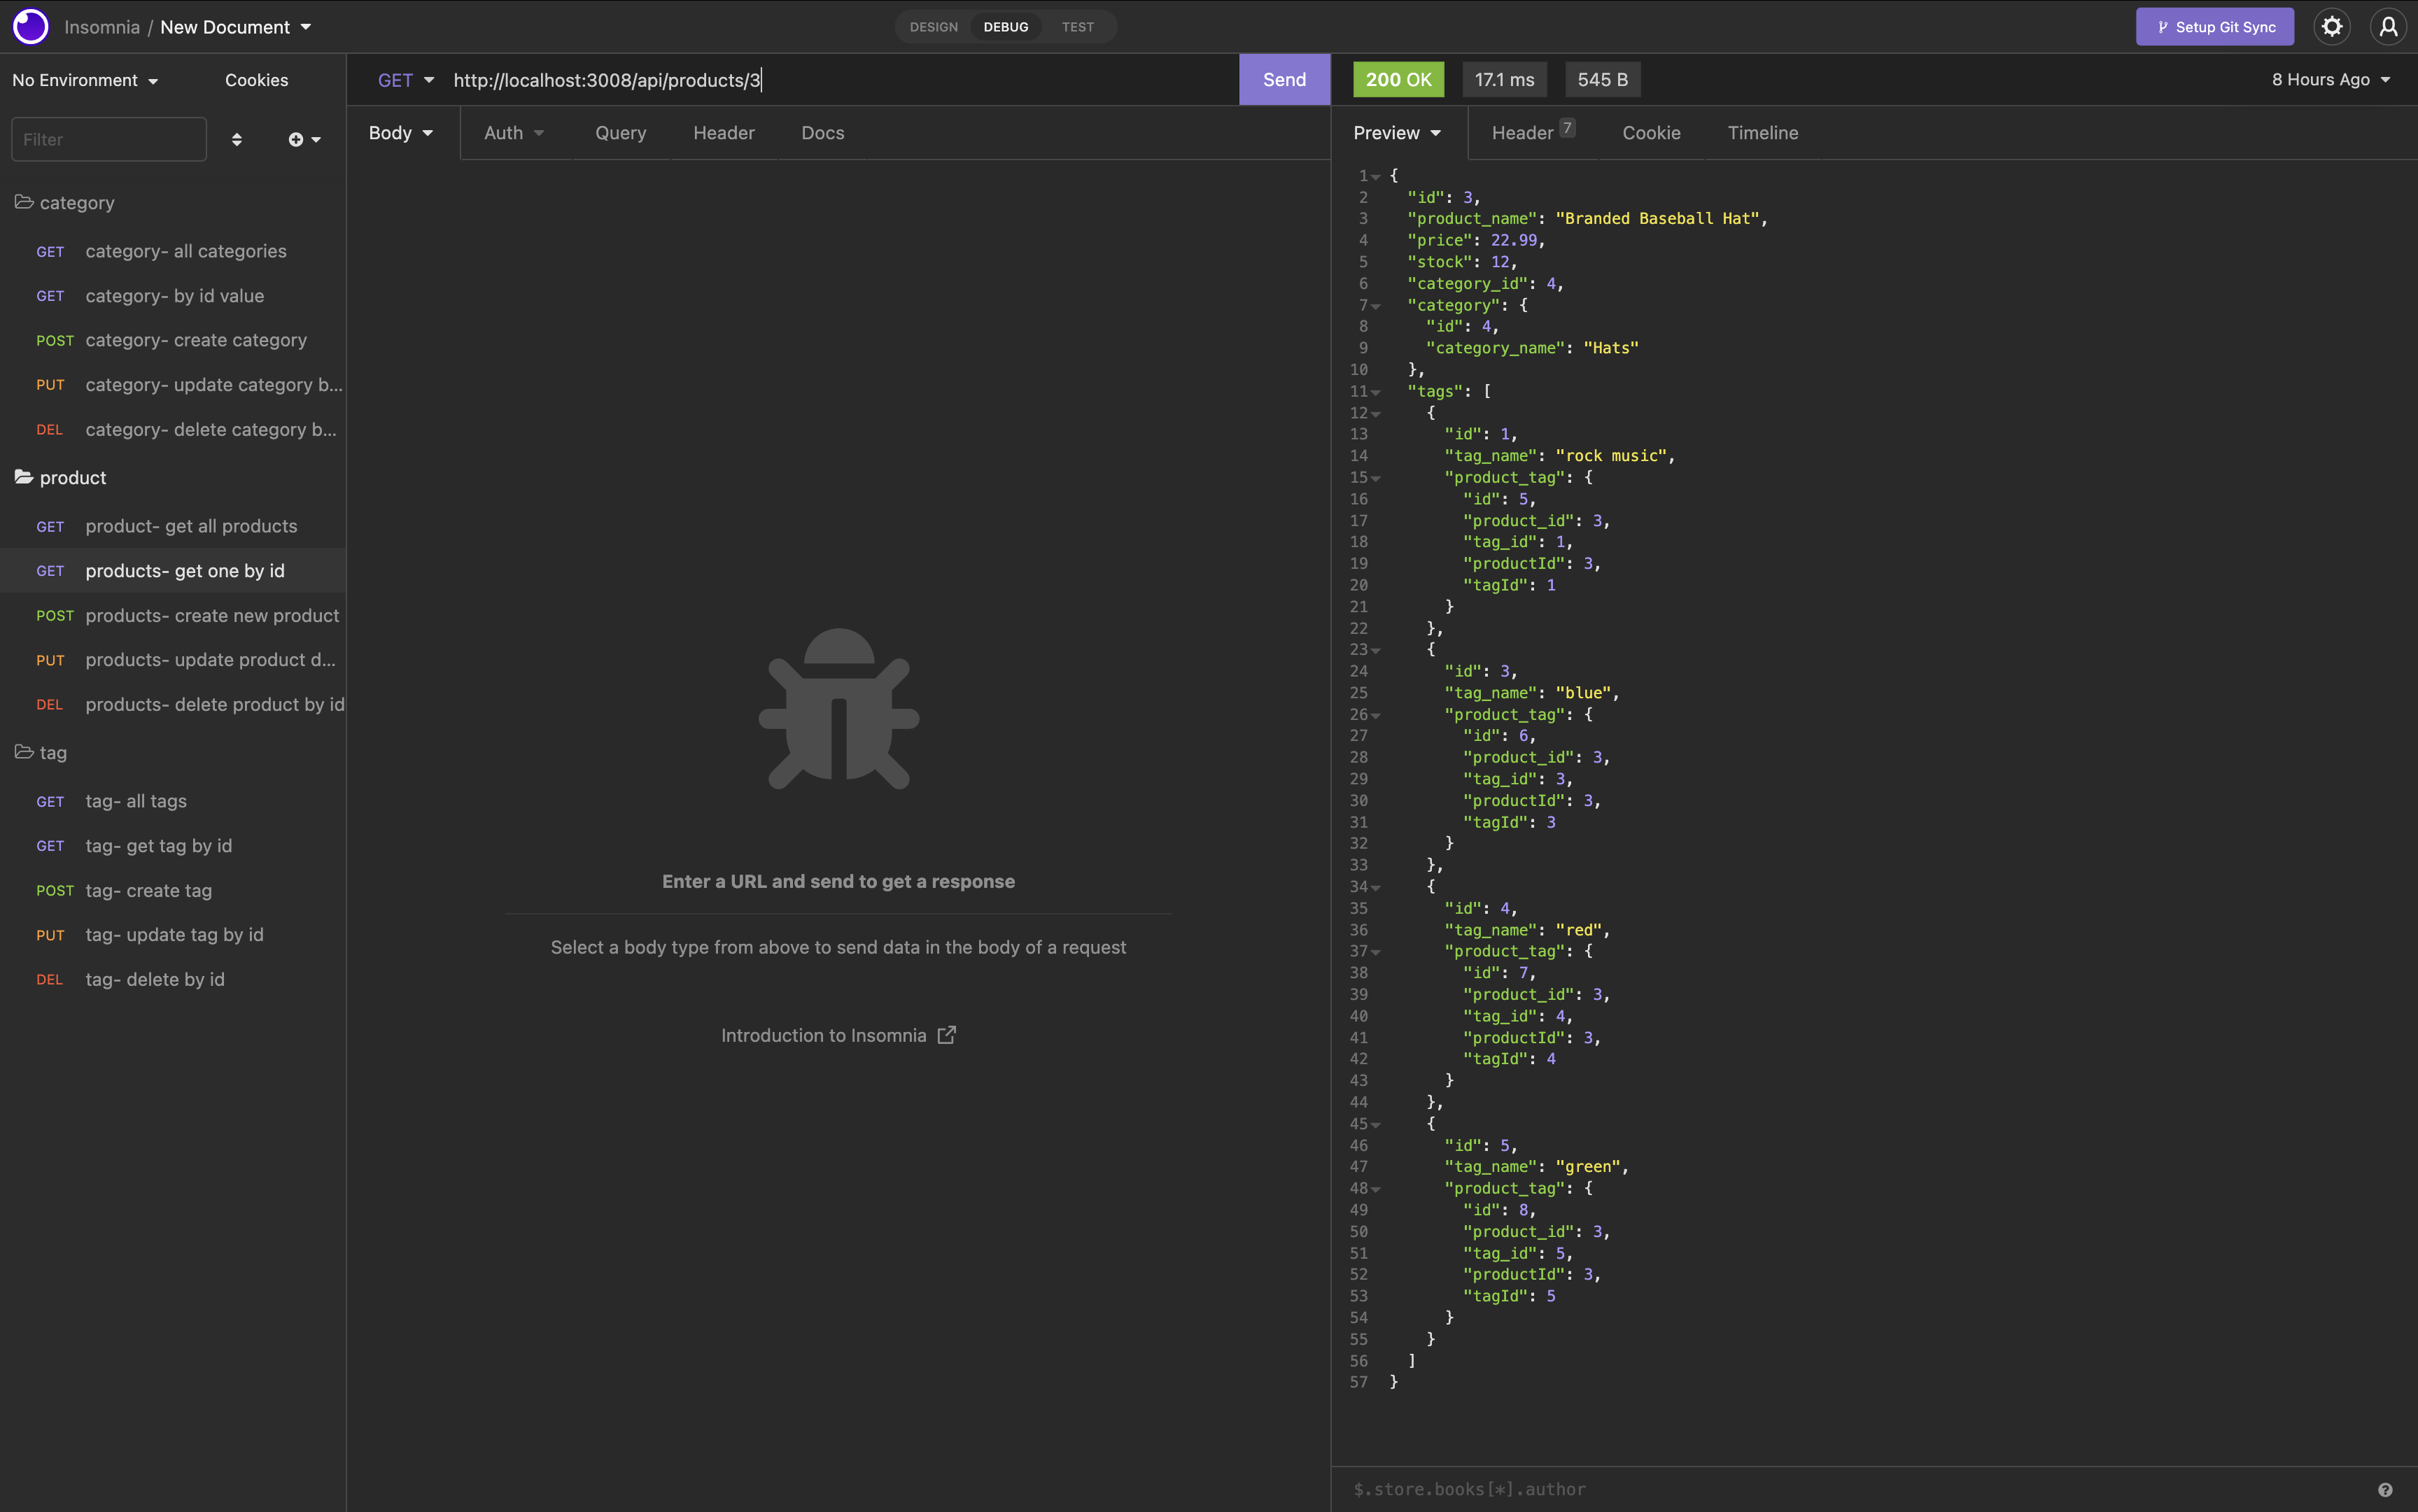 Insomnia / New Document
DESIGN DEBUG TEST
Setup Git Sync
No Environment Cookies
Filter
category
GET category- all categories
GET category- by id value
POST category- create category
PUT category- update category b...
DEL category- delete category b...
product
GET product- get all products
GET products- get one by id
POST products- create new product
PUT products- update product d...
DEL products- delete product by id
tag
GET tag- all tags
GET tag- get tag by id
POST tag- create tag
PUT tag- update tag by id
DEL tag- delete by id
GET http://localhost:3008/api/products/3 Send
Body Auth Query Header Docs
Enter a URL and send to get a response
Select a body type from above to send data in the body of a request
Introduction to Insomnia
200 OK 17.1 ms 545 B 8 Hours Ago
Preview Header 7 Cookie Timeline
1 {
2 "id": 3,
3 "product_name": "Branded Baseball Hat",
4 "price": 22.99,
5 "stock": 12,
6 "category_id": 4,
7 "category": {
8 "id": 4,
9 "category_name": "Hats"
10 },
11 "tags": [
12 {
13 "id": 1,
14 "tag_name": "rock music",
15 "product_tag": {
16 "id": 5,
17 "product_id": 3,
18 "tag_id": 1,
19 "productId": 3,
20 "tagId": 1
21 }
22 },
23 {
24 "id": 3,
25 "tag_name": "blue",
26 "product_tag": {
27 "id": 6,
28 "product_id": 3,
29 "tag_id": 3,
30 "productId": 3,
31 "tagId": 3
32 }
33 },
34 {
35 "id": 4,
36 "tag_name": "red",
37 "product_tag": {
38 "id": 7,
39 "product_id": 3,
40 "tag_id": 4,
41 "productId": 3,
42 "tagId": 4
43 }
44 },
45 {
46 "id": 5,
47 "tag_name": "green",
48 "product_tag": {
49 "id": 8,
50 "product_id": 3,
51 "tag_id": 5,
52 "productId": 3,
53 "tagId": 5
54 }
55 }
56 ]
57 }
$.store.books[*].author